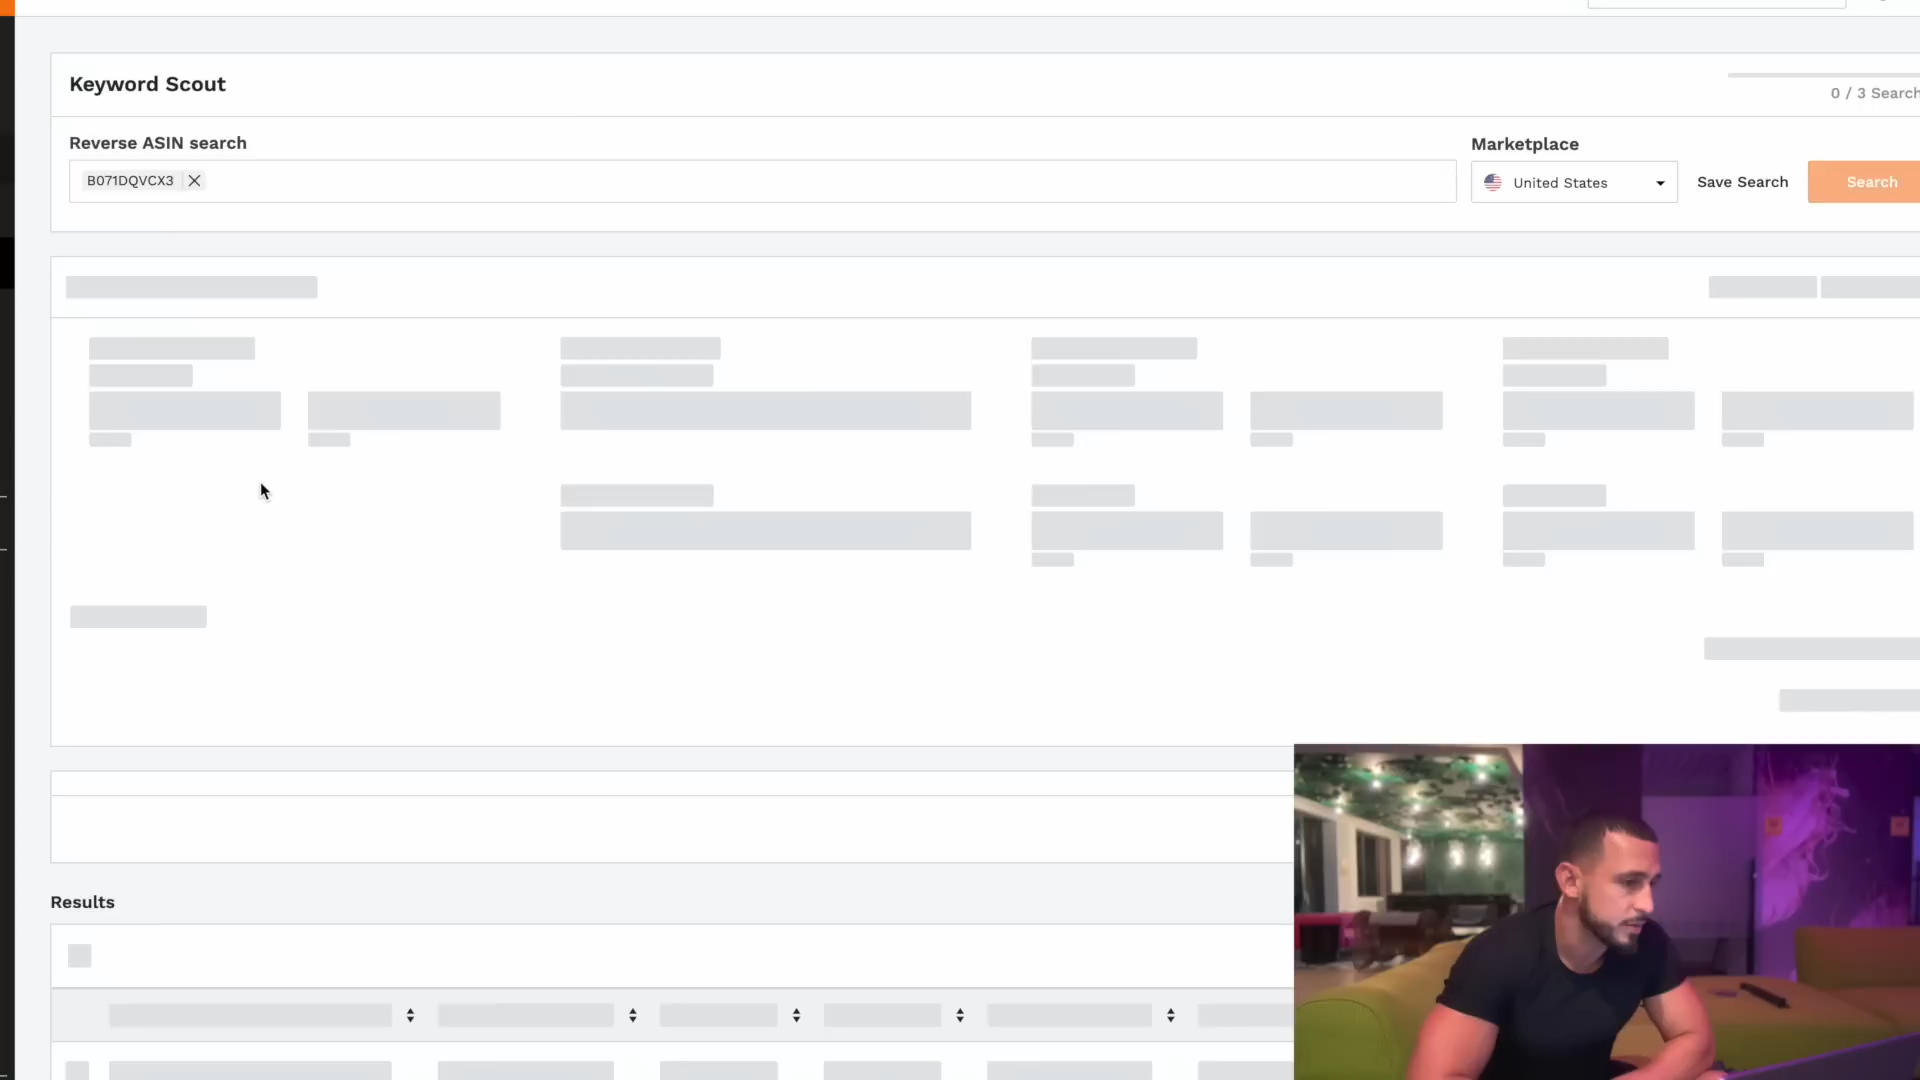 Keyword Scout
0 / 3 Search
Reverse ASIN search
Marketplace
B071DQVCX3
United States
Save Search
Search
Results